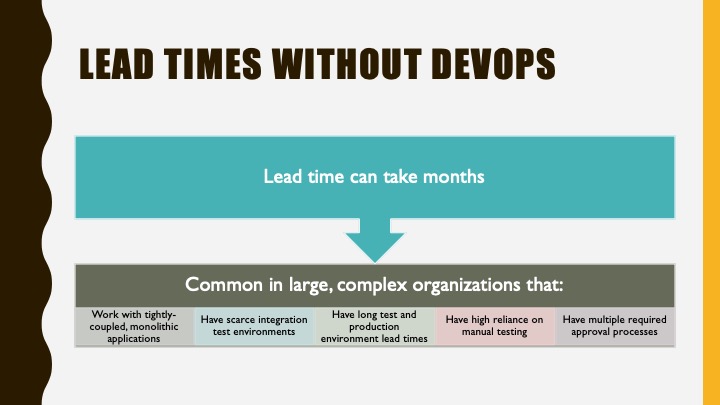 LEAD TIMES WITHOUT DEVOPS
Lead time can take months
Common in large, complex organizations that:
Work with tightly-
coupled, monolithic
applications
Have scarce integration
test environments
Have long test and
production
environment lead times
Have high reliance on
manual testing
Have multiple required
approval processes